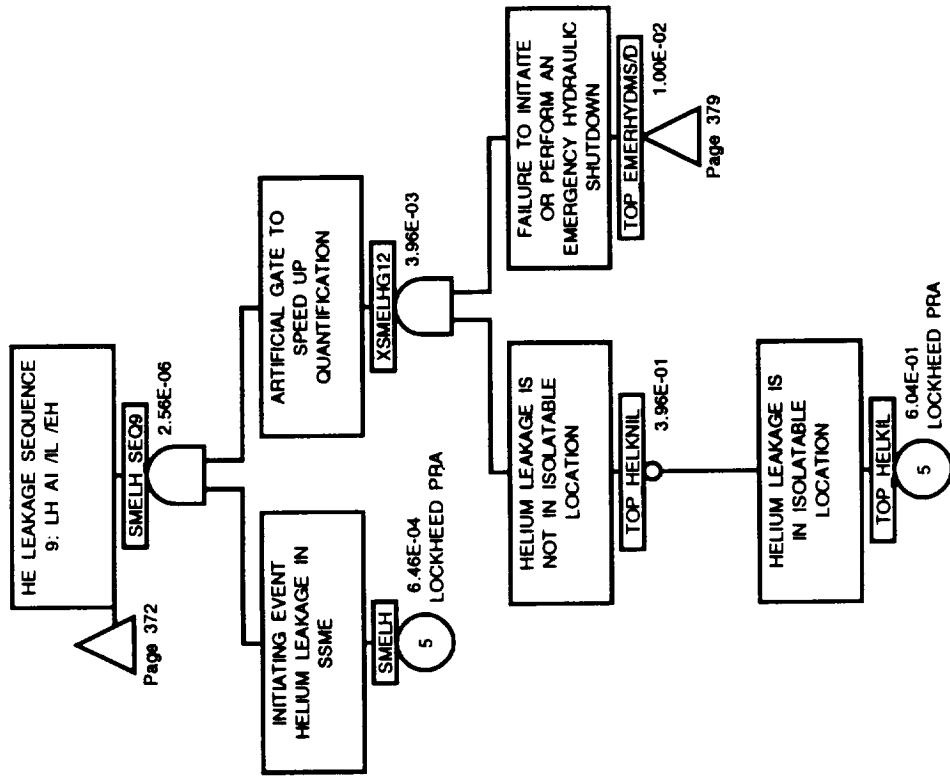 HE LEAKAGE SEQUENCE
9: LH AI /IL /EH
SMELH SEQ9
2.56E-06
Page 372
INITIATING EVENT
HELIUM LEAKAGE IN
SSME
SMELH
6.46E-04
LOCKHEED PRA
5
ARTIFICIAL GATE TO
SPEED UP
QUANTIFICATION
XSMELHG12
3.96E-03
HELIUM LEAKAGE IS
NOT IN ISOLATABLE
LOCATION
TOP HELKNIL
3.96E-01
FAILURE TO INITAITE
OR PERFORM AN
EMERGENCY HYDRAULIC
SHUTDOWN
TOP EMERHYDMS/D
1.00E-02
Page 379
HELIUM LEAKAGE IS
IN ISOLATABLE
LOCATION
TOP HELKIL
6.04E-01
LOCKHEED PRA
5